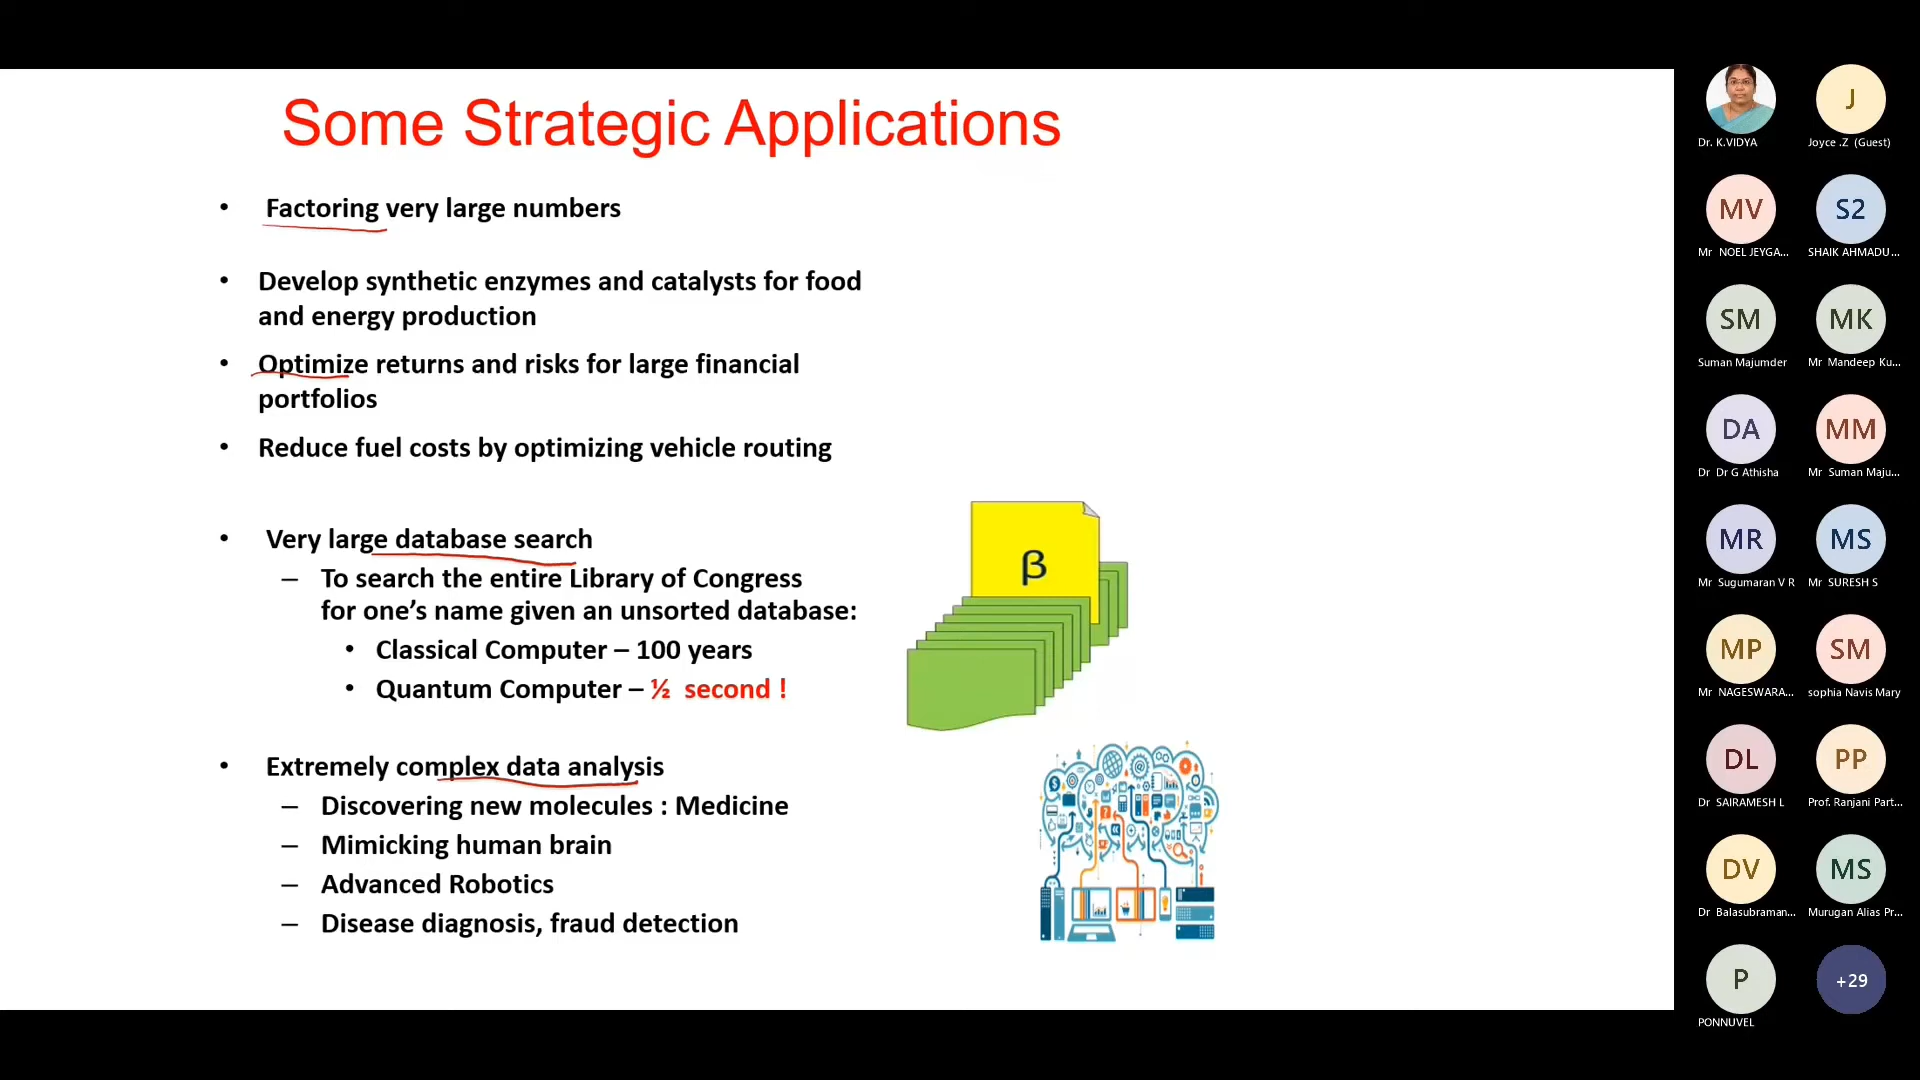 Some Strategic Applications
• Factoring very large numbers
• Develop synthetic enzymes and catalysts for food
and energy production
• Optimize returns and risks for large financial
portfolios
• Reduce fuel costs by optimizing vehicle routing
• Very large database search
– To search the entire Library of Congress
for one’s name given an unsorted database:
• Classical Computer – 100 years
• Quantum Computer – ½ second !
β
• Extremely complex data analysis
– Discovering new molecules : Medicine
– Mimicking human brain
– Advanced Robotics
– Disease diagnosis, fraud detection
J
Dr. K.VIDYA
Joyce .Z (Guest)
MV
S2
Mr NOEL JEYGA...
SHAIK AHMADU...
SM
MK
Suman Majumder
Mr Mandeep Ku...
DA
MM
Dr Dr G Athisha
Mr Suman Maju...
MR
MS
Mr Sugumaran V R
Mr SURESH S
MP
SM
Mr NAGESWARA...
sophia Navis Mary
DL
PP
Dr SAIRAMESH L
Prof. Ranjani Part...
DV
MS
Dr Balasubraman...
Murugan Alias Pr...
P
+29
PONNUVEL